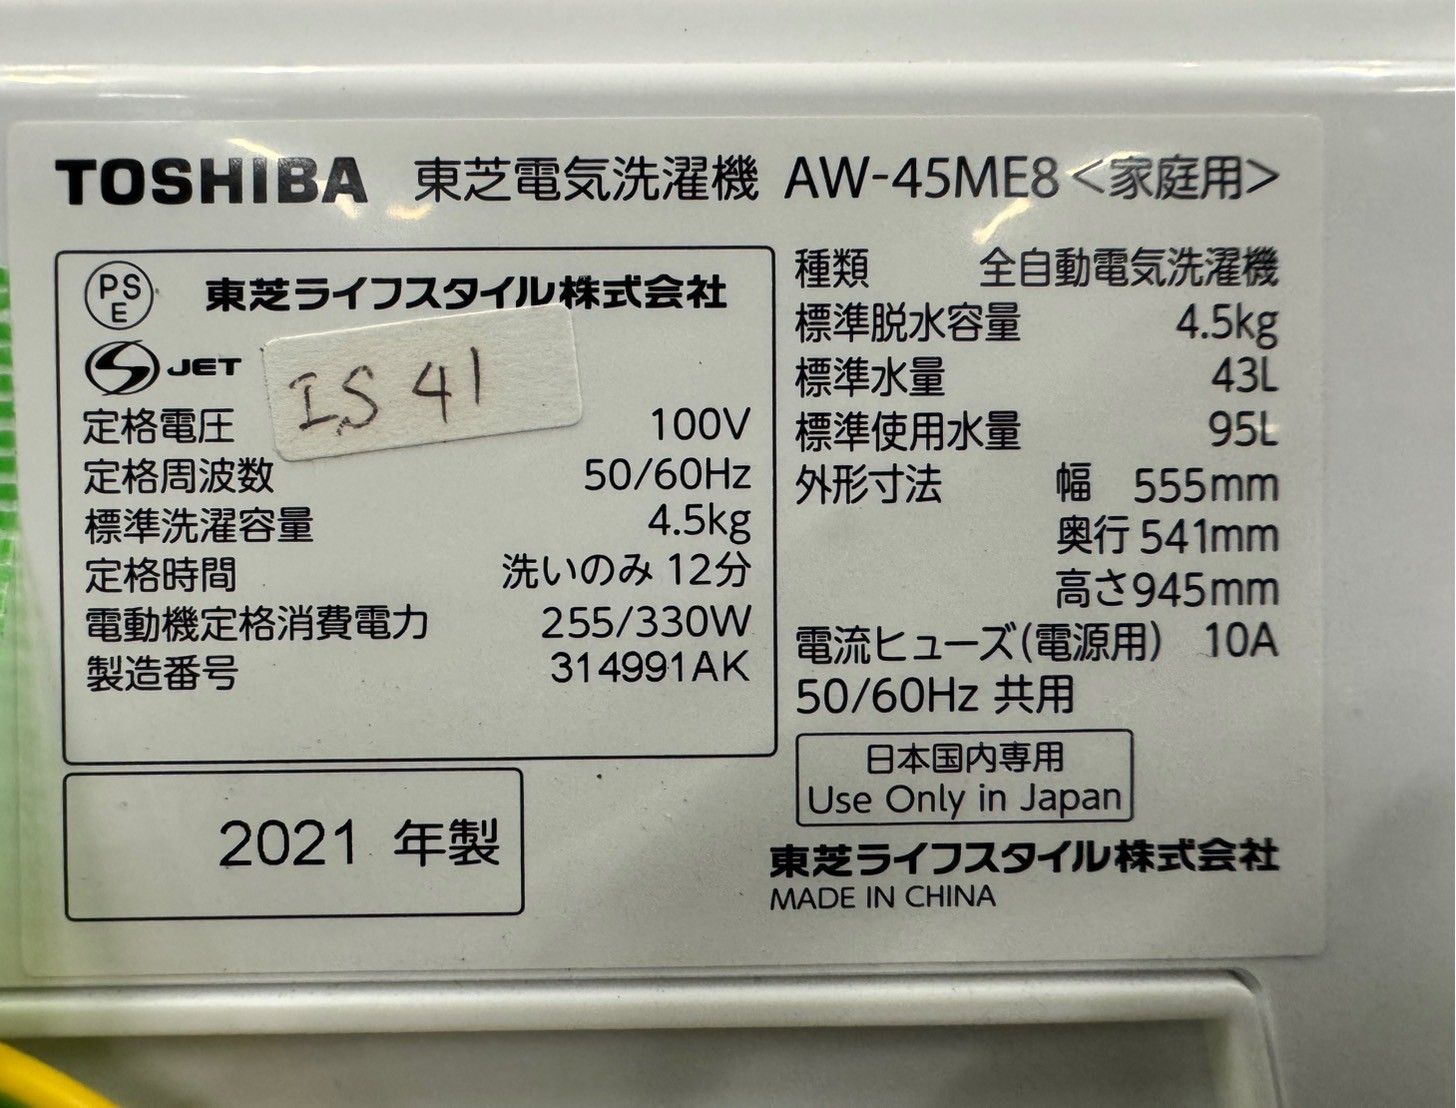 TOSHIBA 東芝電気洗濯機 AW-45ME8<家庭用>
PSE 東芝ライフスタイル株式会社
S JET
IS 41
定格電圧 100V
定格周波数 50/60Hz
標準洗濯容量 4.5kg
定格時間 洗いのみ 12分
電動機定格消費電力 255/330W
製造番号 314991AK
2021 年製
種類 全自動電気洗濯機
標準脱水容量 4.5kg
標準水量 43L
標準使用水量 95L
外形寸法 幅 555mm
奥行 541mm
高さ 945mm
電流ヒューズ(電源用) 10A
50/60Hz 共用
日本国内専用
Use Only in Japan
東芝ライフスタイル株式会社
MADE IN CHINA